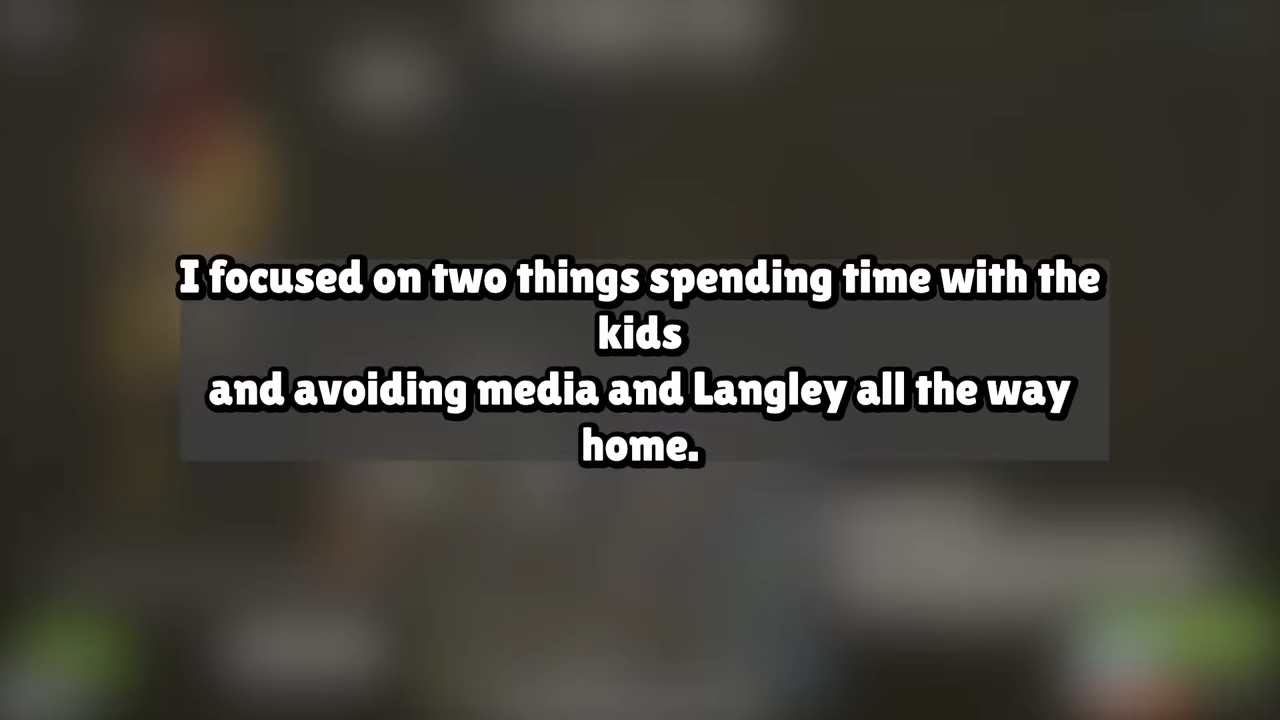 I focused on two things spending time with the
kids
and avoiding media and Langley all the way
home.